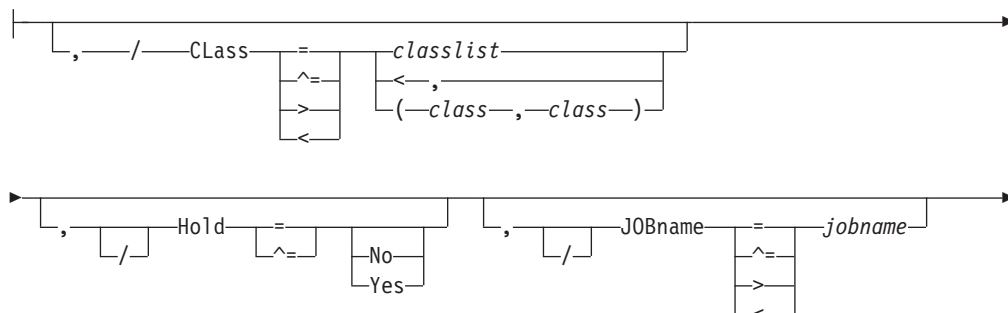 , / CLass = classlist
^= < ,
> ( class , class )
<
, Hold = , JOBname = jobname
/ ^= No / ^=
Yes >
<